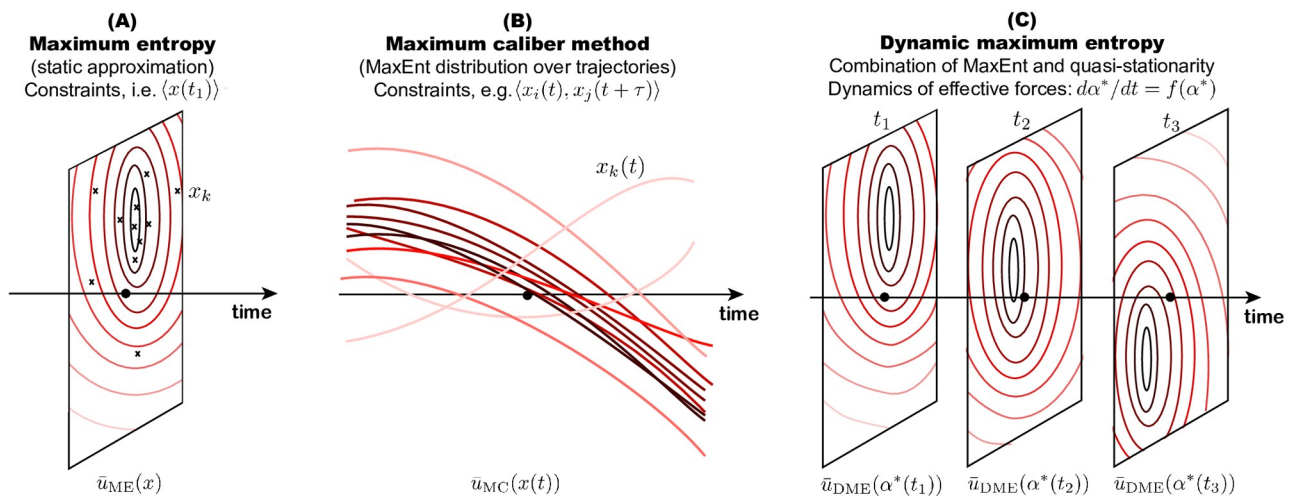 (A)
Maximum entropy
(static approximation)
Constraints, i.e. ⟨x(t₁)⟩
x_k
time
ū_ME(x)
(B)
Maximum caliber method
(MaxEnt distribution over trajectories)
Constraints, e.g. ⟨x_i(t), x_j(t + τ)⟩
x_k(t)
time
ū_MC(x(t))
(C)
Dynamic maximum entropy
Combination of MaxEnt and quasi-stationarity
Dynamics of effective forces: dα*/dt = f(α*)
t₁ t₂ t₃
time
ū_DME(α*(t₁)) ū_DME(α*(t₂)) ū_DME(α*(t₃))